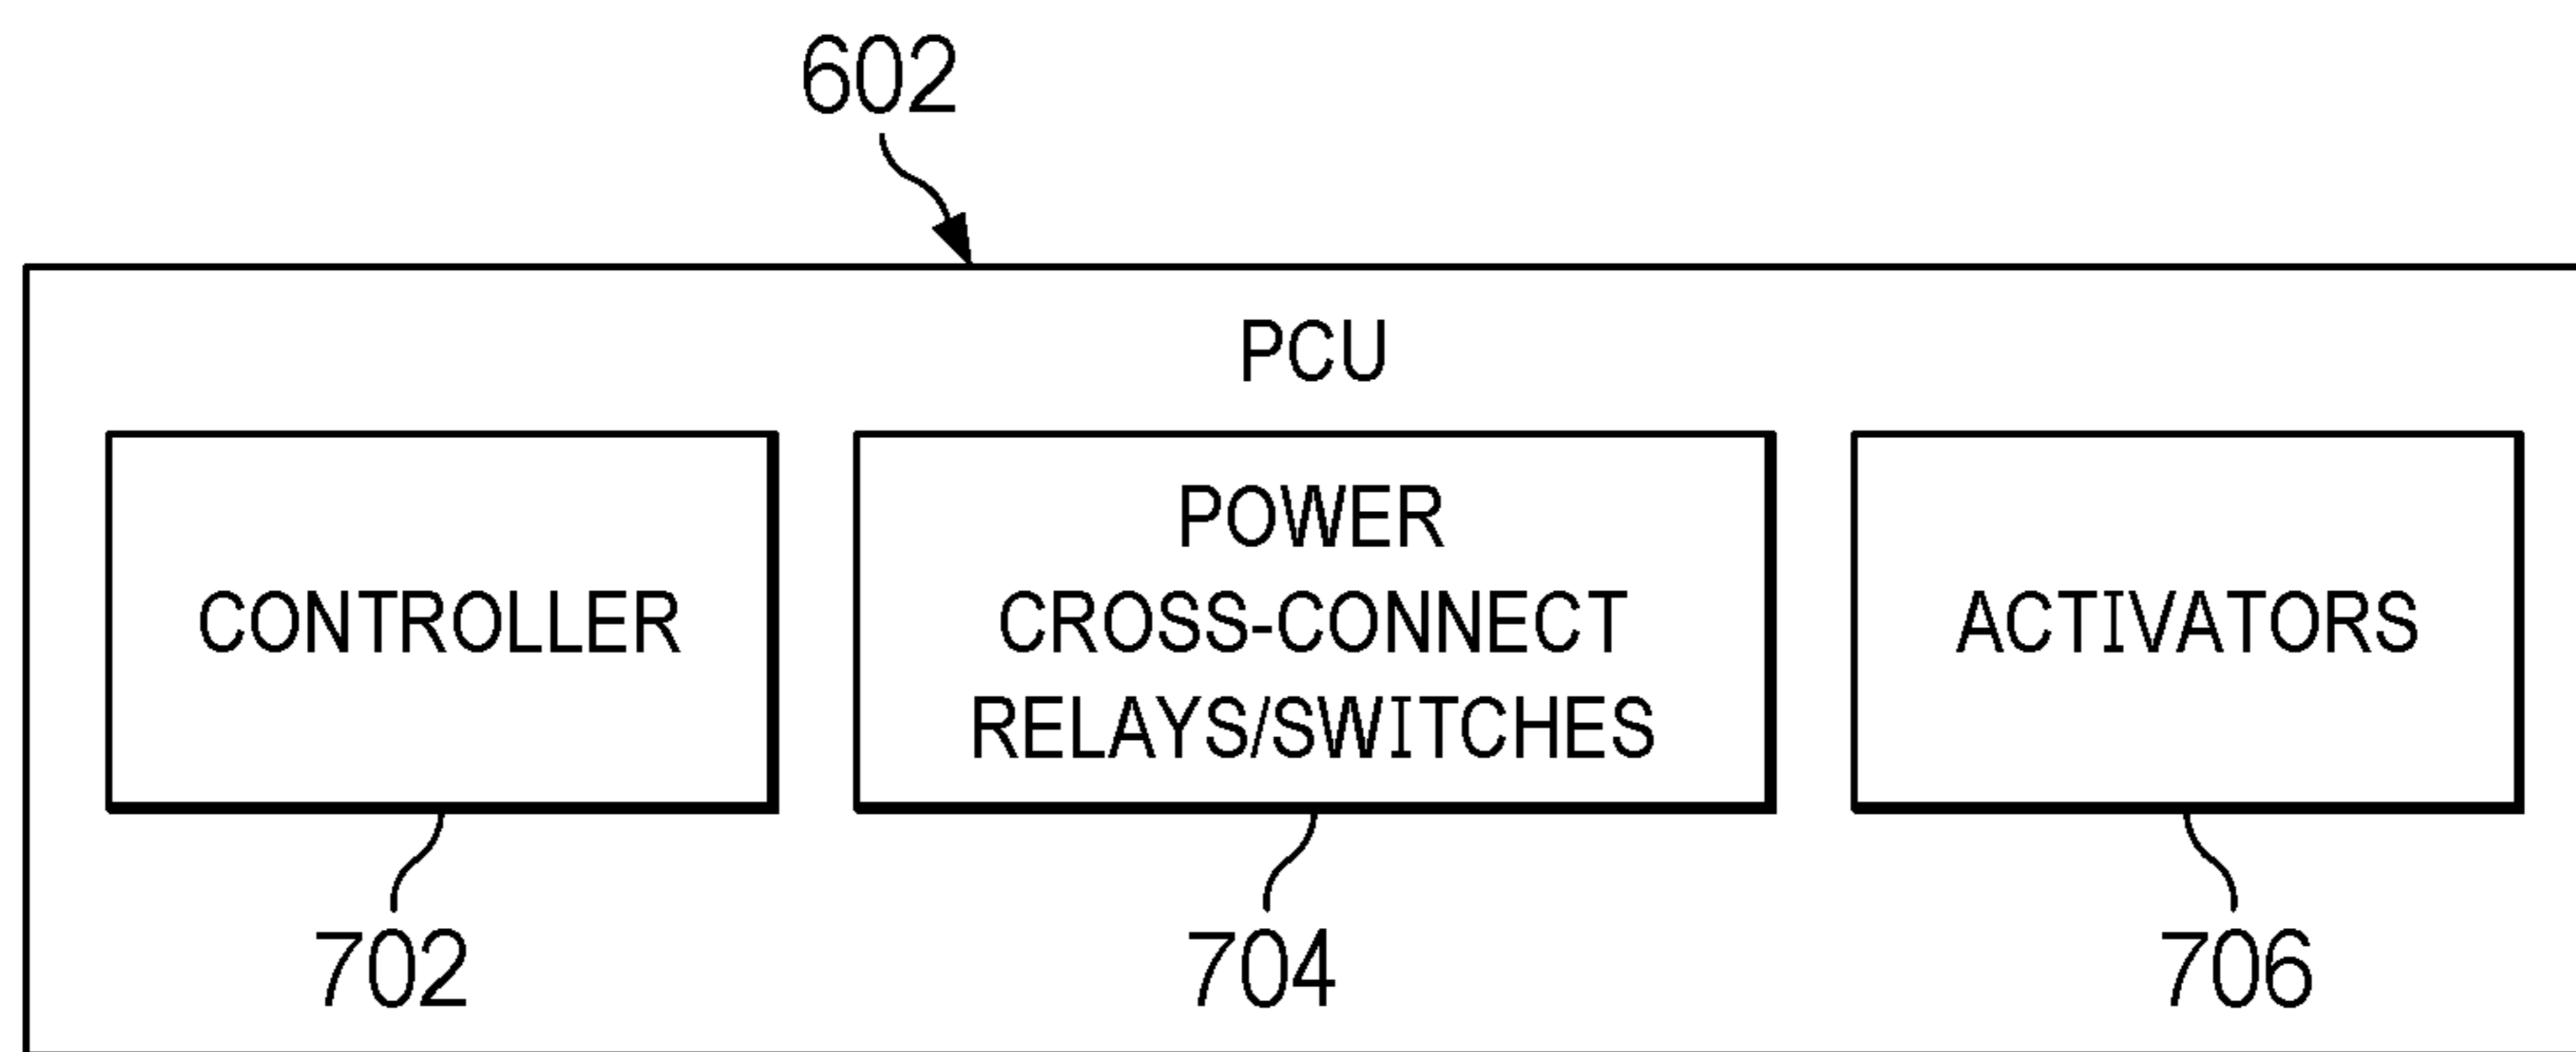 602
PCU
CONTROLLER
POWER
CROSS-CONNECT
RELAYS/SWITCHES
ACTIVATORS
702
704
706